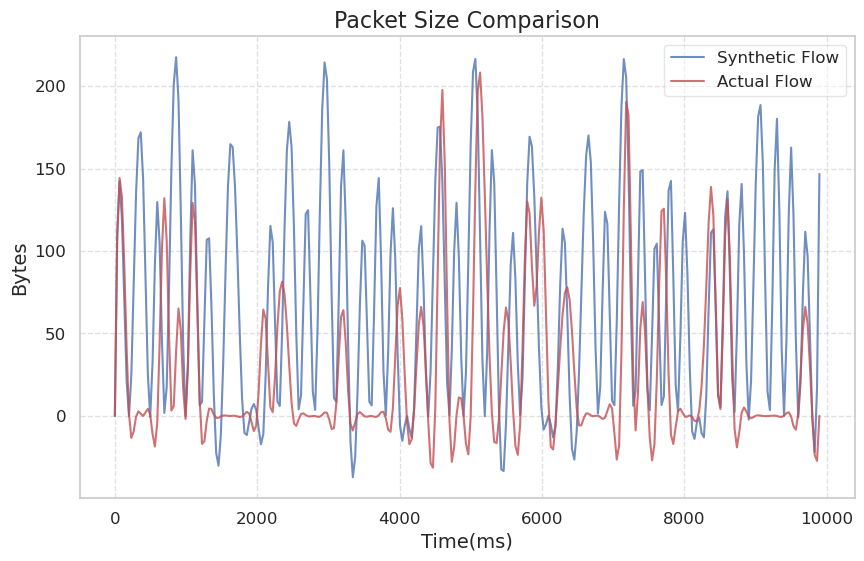 Packet Size Comparison
Synthetic Flow
Actual Flow
200
150
100
50
0
Bytes
0 2000 4000 6000 8000 10000
Time(ms)